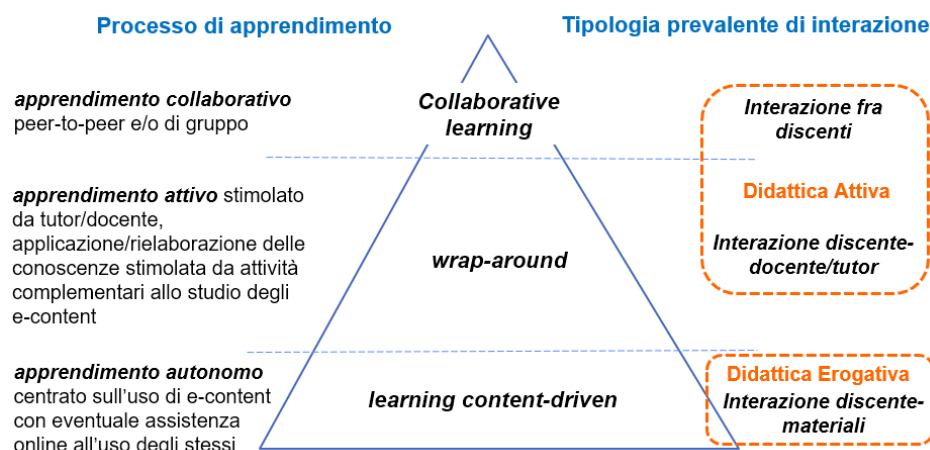 Processo di apprendimento
Tipologia prevalente di interazione
apprendimento collaborativo
peer-to-peer e/o di gruppo
Collaborative
learning
Interazione fra
discenti
apprendimento attivo stimolato
da tutor/docente,
applicazione/rielaborazione delle
conoscenze stimolata da attività
complementari allo studio degli
e-content
wrap-around
Didattica Attiva
Interazione discente-
docente/tutor
apprendimento autonomo
centrato sull'uso di e-content
con eventuale assistenza
online all'uso degli stessi
learning content-driven
Didattica Erogativa
Interazione discente-
materiali